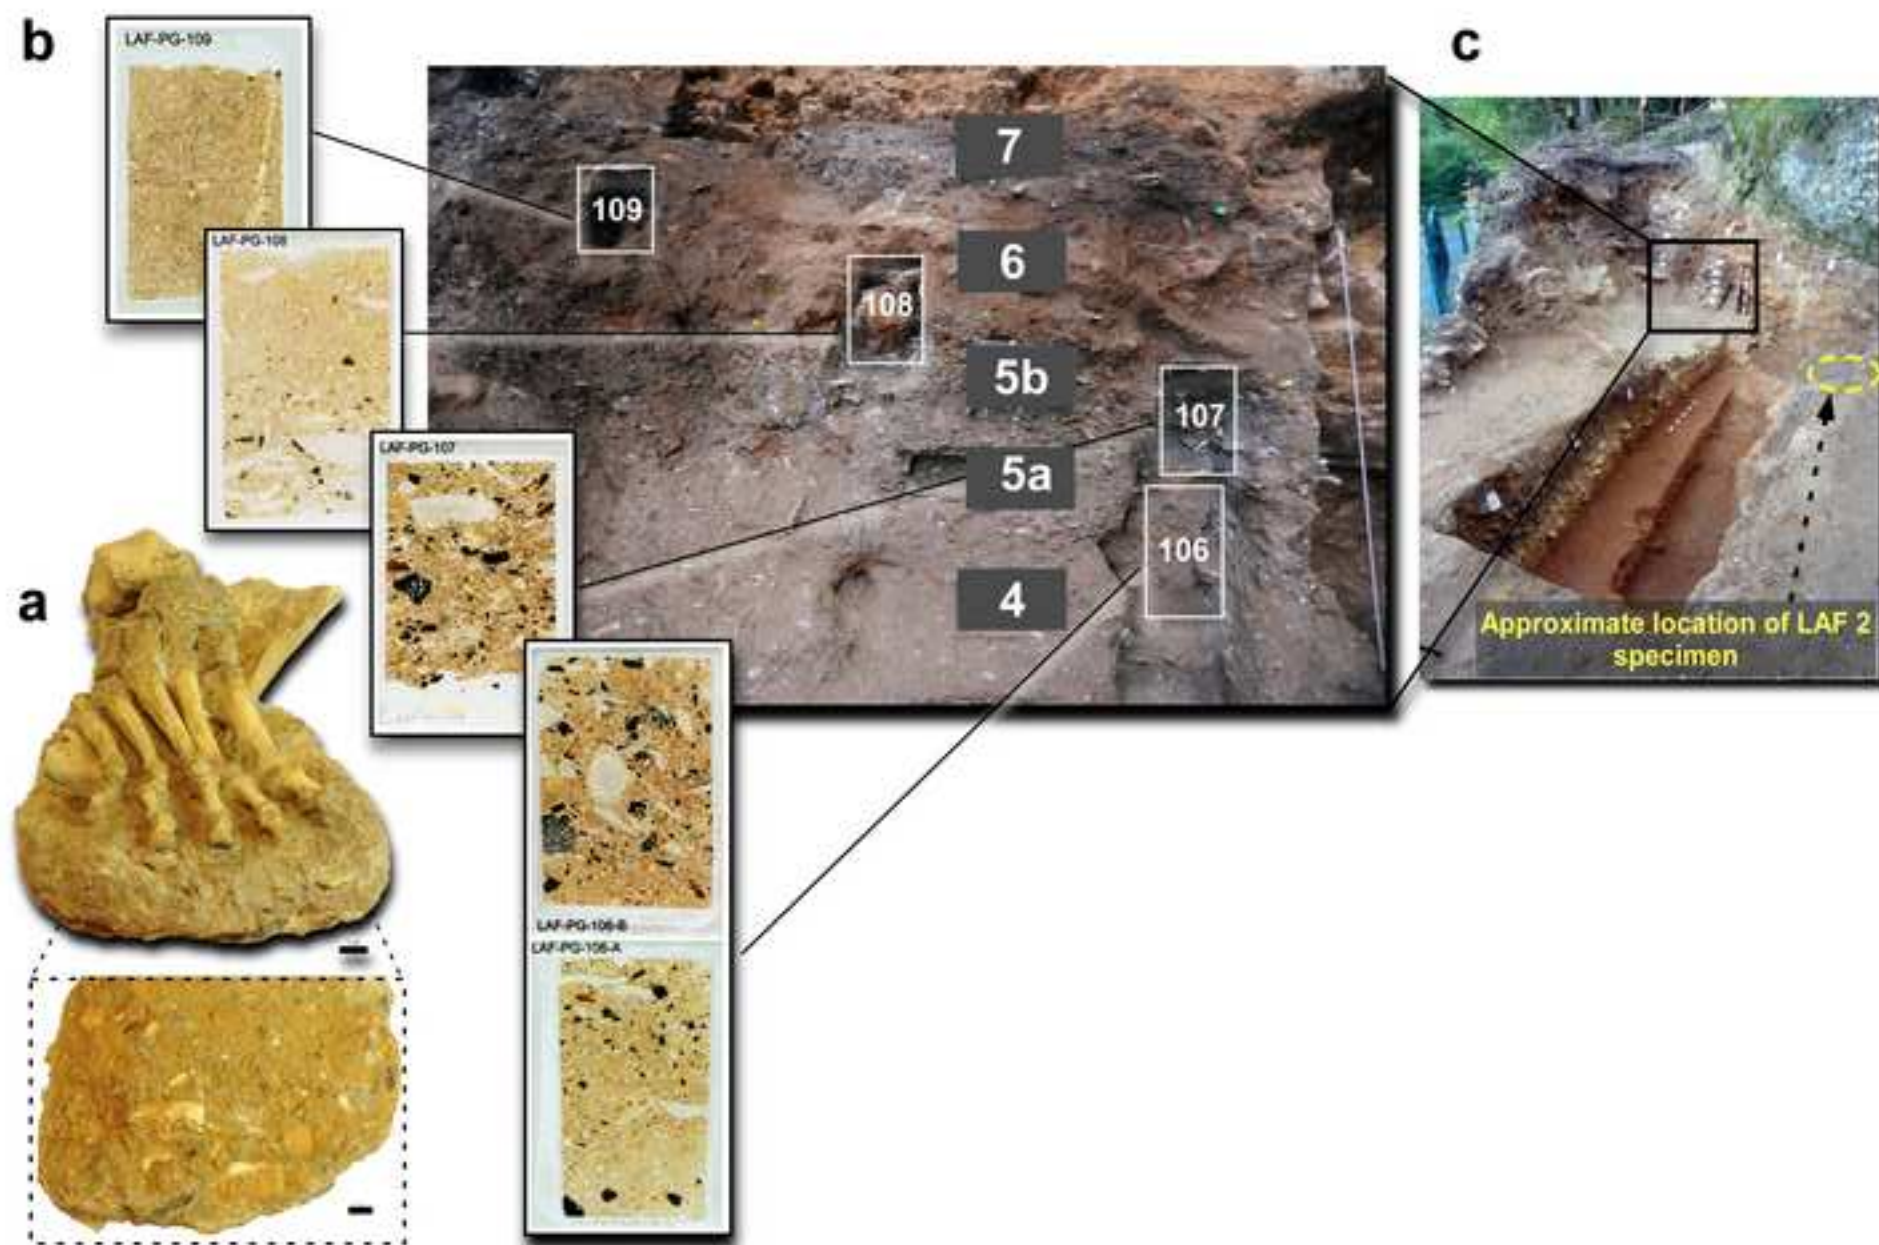 b
c
a
LAF-PG-109
LAF-PG-108
LAF-PG-107
LAF-PG-106-B
LAF-PG-106-A
7
109
6
108
5b
107
5a
106
4
Approximate location of LAF 2
specimen